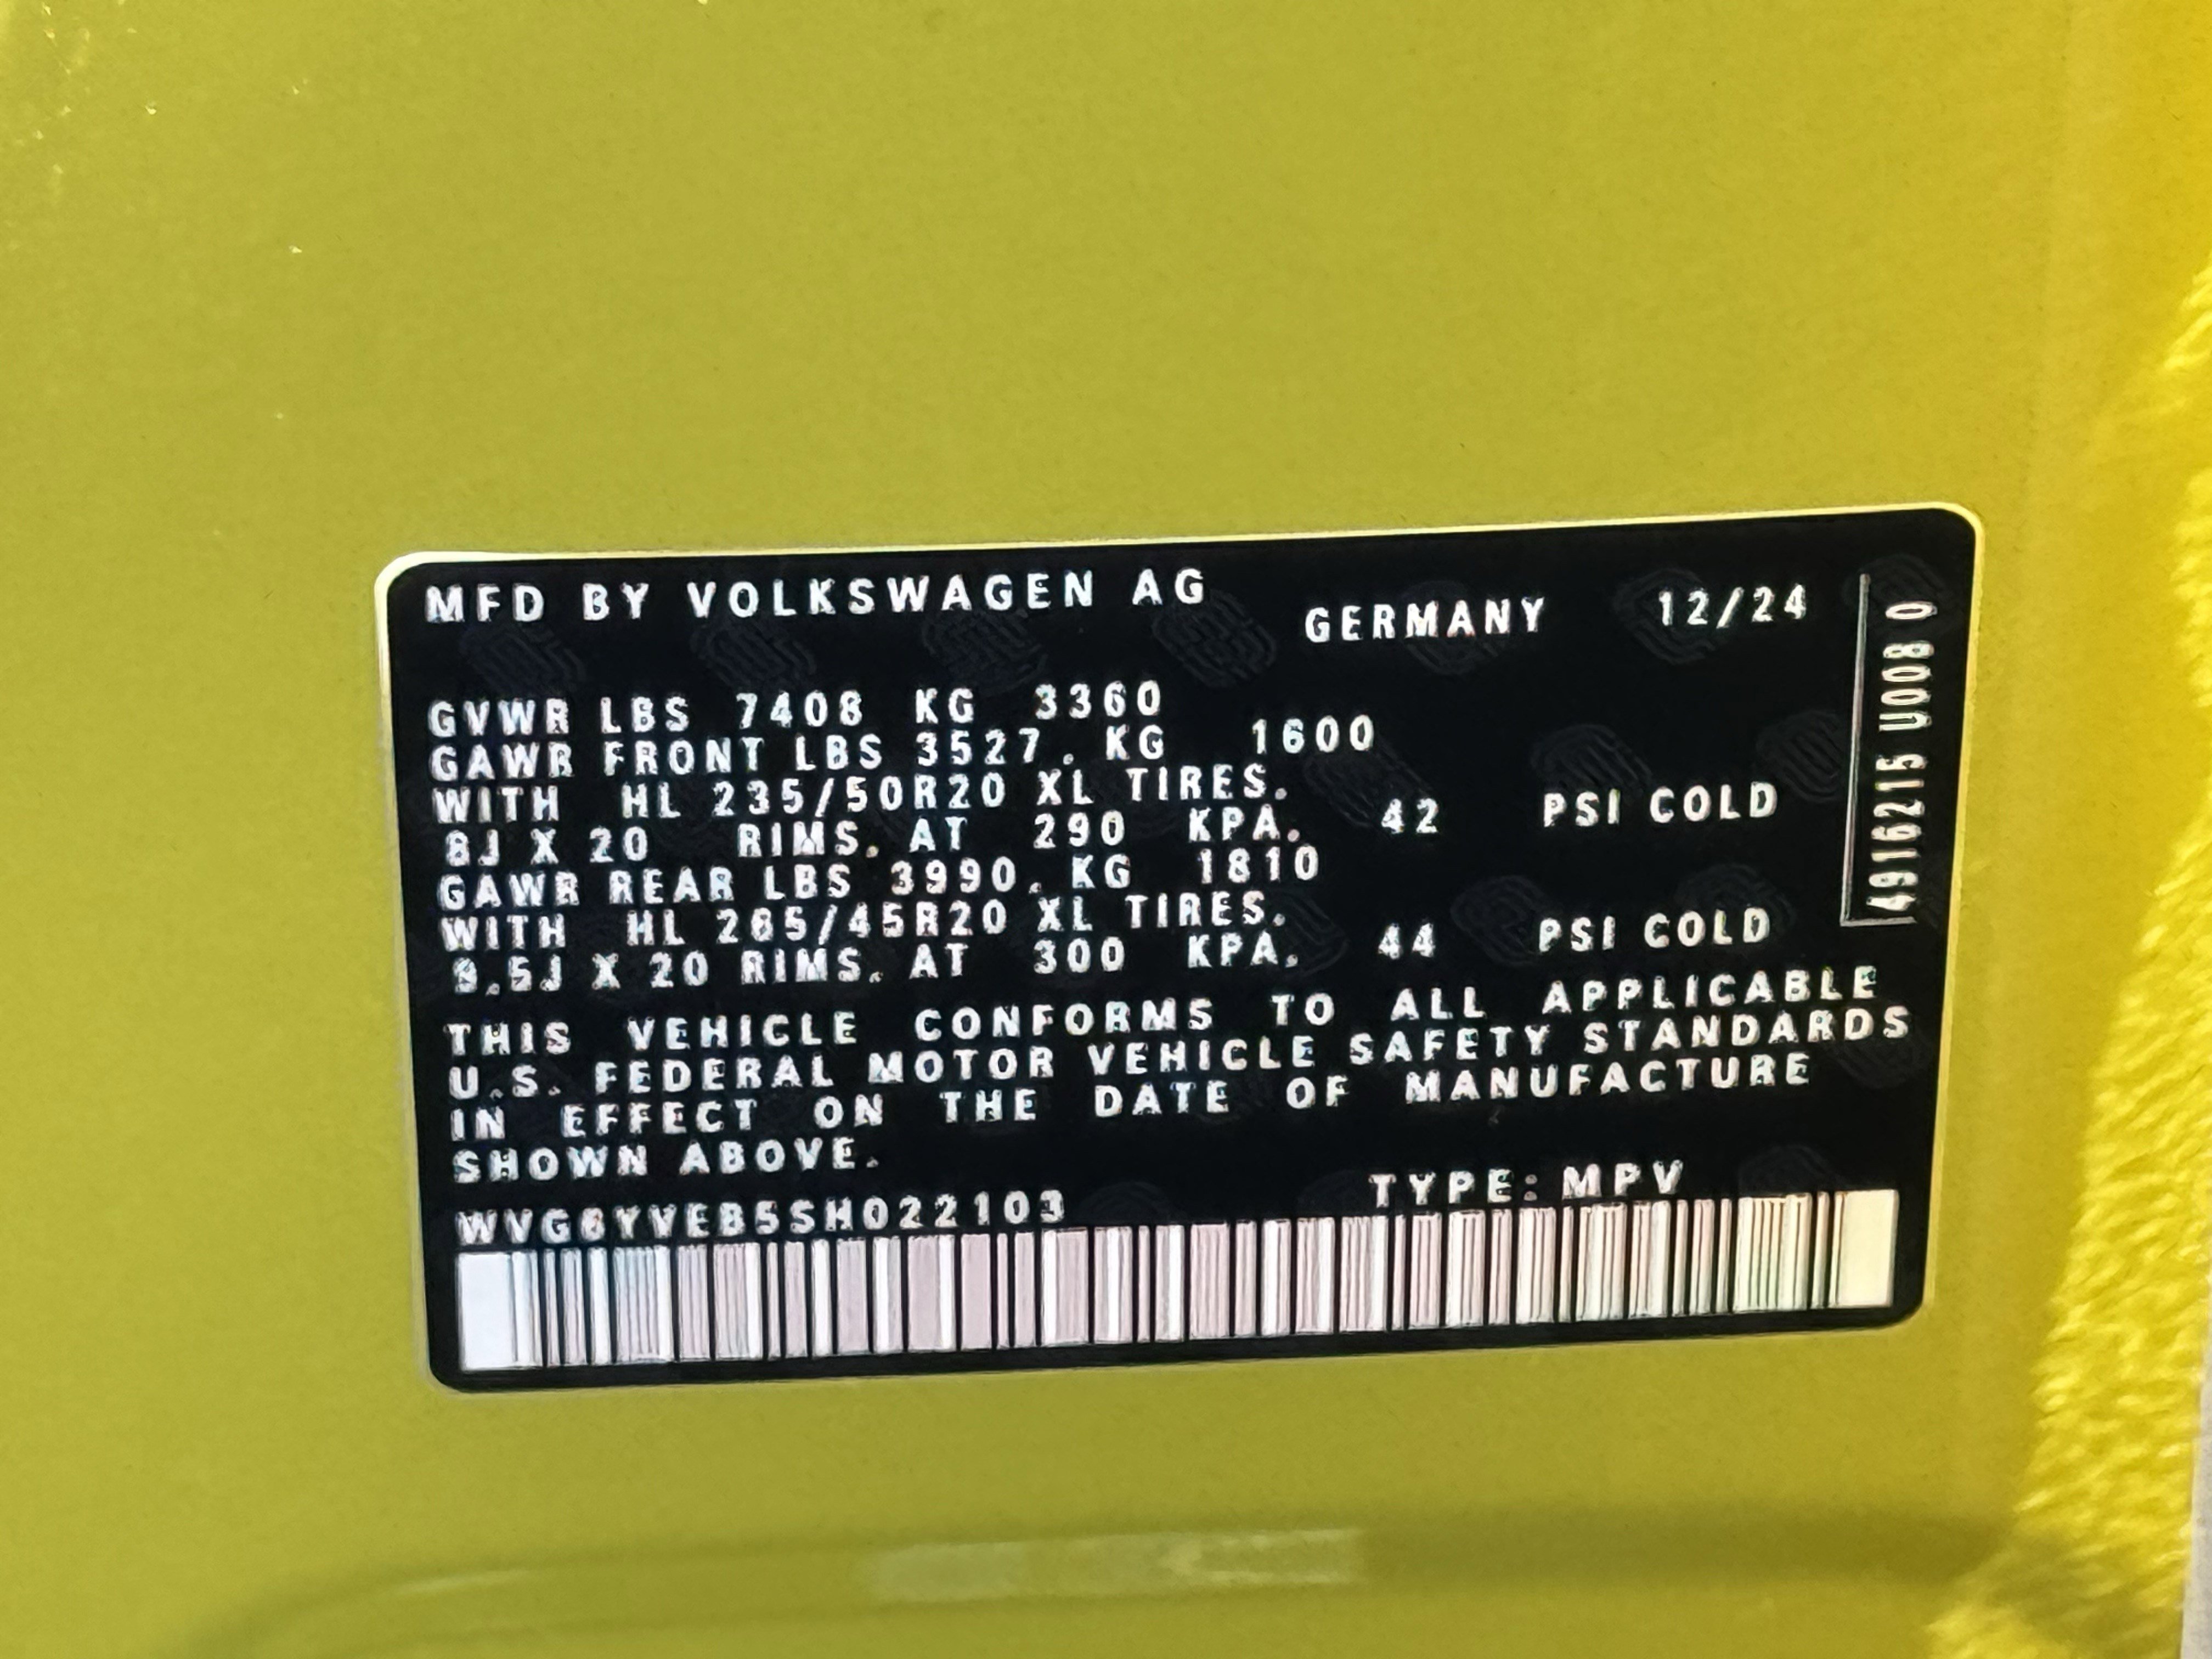 MFD BY VOLKSWAGEN AG GERMANY 12/24
GVWR LBS 7408 KG 3360
GAWR FRONT LBS 3527. KG 1600
WITH HL 235/50R20 XL TIRES.
8J X 20 RIMS. AT 290 KPA. 42 PSI COLD
GAWR REAR LBS 3990. KG 1810
WITH HL 265/45R20 XL TIRES.
9.5J X 20 RIMS. AT 300 KPA. 44 PSI COLD
THIS VEHICLE CONFORMS TO ALL APPLICABLE
U.S. FEDERAL MOTOR VEHICLE SAFETY STANDARDS
IN EFFECT ON THE DATE OF MANUFACTURE
SHOWN ABOVE.
TYPE: MPV
4916215 U008 0